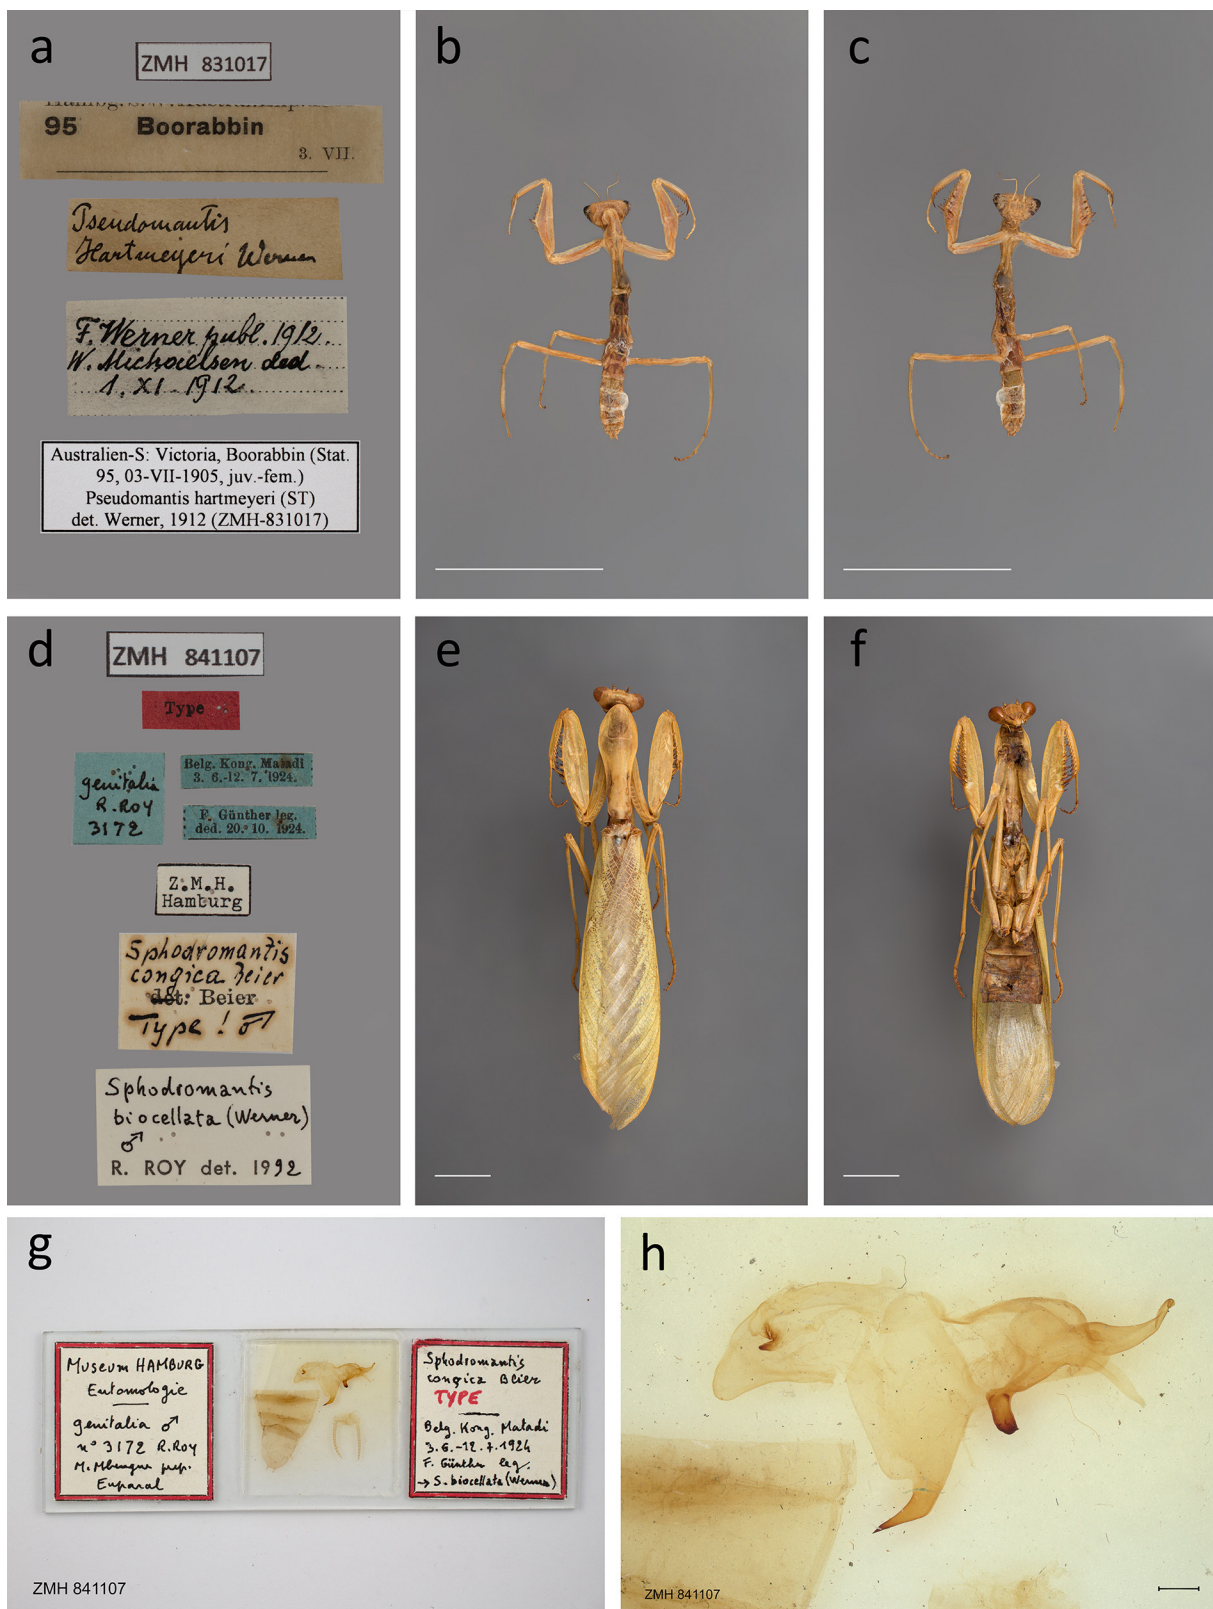 a
ZMH 831017
95 Boorabbin
3. VII.
Pseudomantis
Hartmeyeri Werner
F. Werner publ. 1912.
W. Michaelsen ded.
1. XI. 1912.
Australien-S: Victoria, Boorabbin (Stat.
95, 03-VII-1905, juv.-fem.)
Pseudomantis hartmeyeri (ST)
det. Werner, 1912 (ZMH-831017)
b
c
d
ZMH 841107
Type
genitalia
R. ROY
3172
Belg. Kong. Matadi
3. 6.-12. 7. 1924.
F. Günther leg.
ded. 20. 10. 1924.
Z.M.H.
Hamburg
Sphodromantis
congica Beier
det: Beier
Type ! ♂
Sphodromantis
biocellata (Werner)
♂
R. ROY det. 1992
e
f
g
MUSEUM HAMBURG
Entomologie
genitalia ♂
n° 3172 R. Roy
M. Mbengue prep.
Euparal
Sphodromantis
congica Beier
TYPE
Belg. Kong. Matadi
3.6.-12.7.1924
F. Günther leg.
→ S. biocellata (Werner)
ZMH 841107
h
ZMH 841107